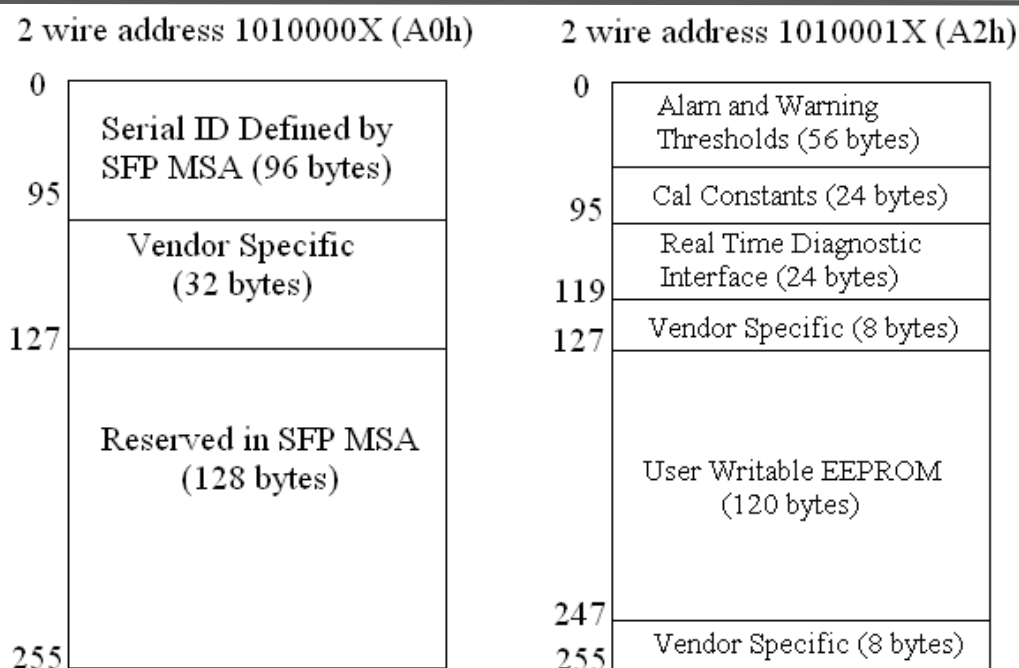 2 wire address 1010000X (A0h)
0
Serial ID Defined by
SFP MSA (96 bytes)
95
Vendor Specific
(32 bytes)
127
Reserved in SFP MSA
(128 bytes)
255
2 wire address 1010001X (A2h)
0
Alam and Warning
Thresholds (56 bytes)
Cal Constants (24 bytes)
95
Real Time Diagnostic
Interface (24 bytes)
119
Vendor Specific (8 bytes)
127
User Writable EEPROM
(120 bytes)
247
Vendor Specific (8 bytes)
255